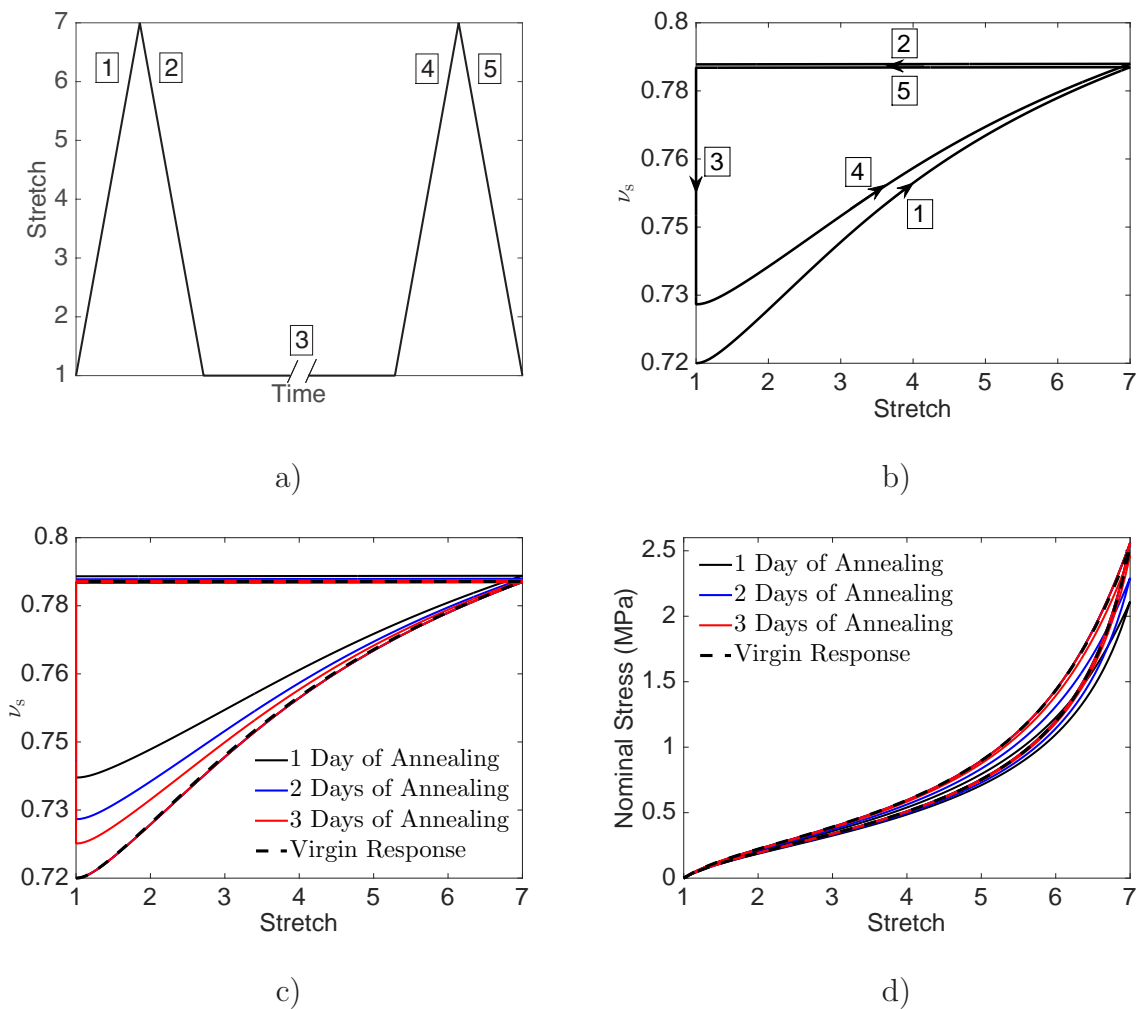 7
6
5
4
3
2
1
Stretch
Time
1
2
3
4
5
a)
0.8
0.79
0.76
0.75
0.73
0.72
ν_s
1 2 3 4 5 6 7
Stretch
2
5
3
4
1
b)
0.8
0.78
0.76
0.75
0.73
0.72
ν_s
1 2 3 4 5 6 7
Stretch
1 Day of Annealing
2 Days of Annealing
3 Days of Annealing
Virgin Response
c)
2.5
2
1.5
1
0.5
0
Nominal Stress (MPa)
1 2 3 4 5 6 7
Stretch
1 Day of Annealing
2 Days of Annealing
3 Days of Annealing
Virgin Response
d)